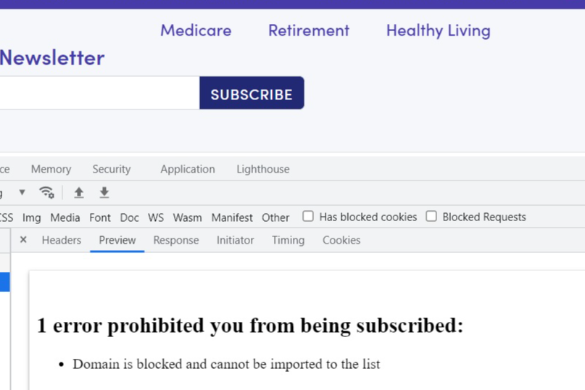 Medicare Retirement Healthy Living
Newsletter
SUBSCRIBE
Memory Security Application Lighthouse
CSS Img Media Font Doc WS Wasm Manifest Other Has blocked cookies Blocked Requests
× Headers Preview Response Initiator Timing Cookies
1 error prohibited you from being subscribed:
• Domain is blocked and cannot be imported to the list